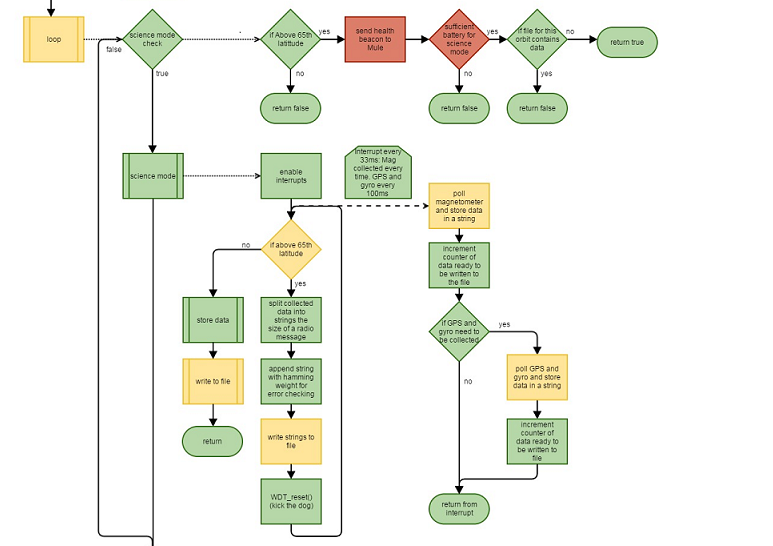 loop
science mode
check
false
true
if Above 65th
latitude
yes
no
return false
send health
beacon to
Mule
sufficient
battery for
science
mode
yes
no
return false
If file for this
orbit contains
data
no
yes
return true
return false
science mode
enable
interrupts
Interrupt every
33ms: Mag
collected every
time. GPS and
gyro every
100ms
poll
magnetometer
and store data
in a string
increment
counter of
data ready to
be written to
the file
if above 65th
latitude
no
yes
store data
write to file
return
split collected
data into
strings the
size of a radio
message
append string
with hamming
weight for
error checking
write strings to
file
WDT_reset()
(kick the dog)
if GPS and
gyro need to
be collected
yes
no
poll GPS and
gyro and store
data in a string
increment
counter of
data ready to
be written to
file
return from
interrupt